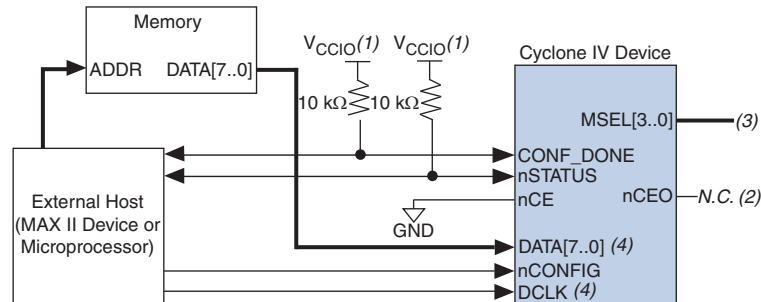 Memory
ADDR DATA[7..0]
VCCIO(1) VCCIO(1)
10 kΩ 10 kΩ
Cyclone IV Device
MSEL[3..0] (3)
CONF_DONE
nSTATUS
nCE
nCEO N.C. (2)
GND
External Host
(MAX II Device or
Microprocessor)
DATA[7..0] (4)
nCONFIG
DCLK (4)